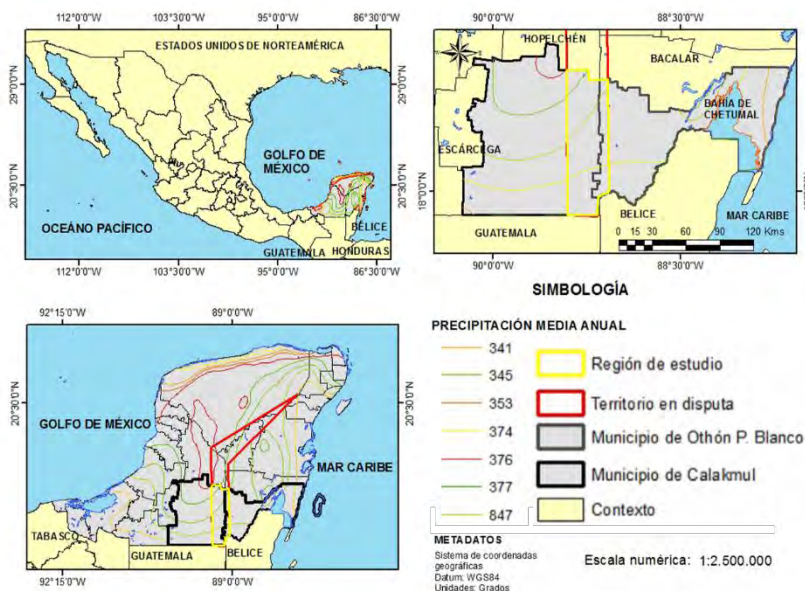 ESTADOS UNIDOS DE NORTEAMÉRICA
GOLFO DE
MÉXICO
OCEANO PACÍFICO
BELICE
GUATEMALA
HONDURAS
112°0'0"W
103°30'0"W
95°0'0"W
86°30'0"W
112°0'0"W
103°30'0"W
95°0'0"W
86°30'0"W
29°0'0"N
20°30'0"N
29°0'0"N
20°30'0"N
90°0'0"W
88°30'0"W
HOPELCHÉN
BACALAR
BAHÍA DE
CHETUMAL
ESCÁRCEGA
18°0'0"N
18°0'0"N
BELICE
MAR CARIBE
GUATEMALA
0 15 30 60 90 120 Kms
90°0'0"W
88°30'0"W
92°15'0"W
89°0'0"W
20°30'0"N
20°30'0"N
GOLFO DE MÉXICO
MAR CARIBE
TABASCO
GUATEMALA
BELICE
92°15'0"W
89°0'0"W
SIMBOLOGÍA
PRECIPITACIÓN MEDIA ANUAL
341
345
353
374
376
377
847
Región de estudio
Territorio en disputa
Municipio de Othón P. Blanco
Municipio de Calakmul
Contexto
METADATOS
Sistema de coordenadas
geográficas
Datum: WGS84
Unidades: Grados
Escala numérica: 1:2.500.000